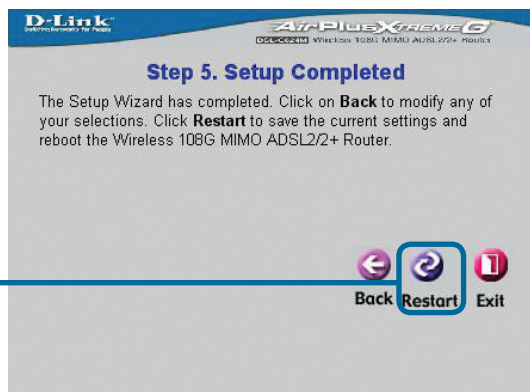 D-Link
Building Networks for People
AirPlus Xtreme G
DSL-G624M Wireless 108G MIMO ADSL2/2+ Router
Step 5. Setup Completed
The Setup Wizard has completed. Click on Back to modify any of
your selections. Click Restart to save the current settings and
reboot the Wireless 108G MIMO ADSL2/2+ Router.
Back Restart Exit